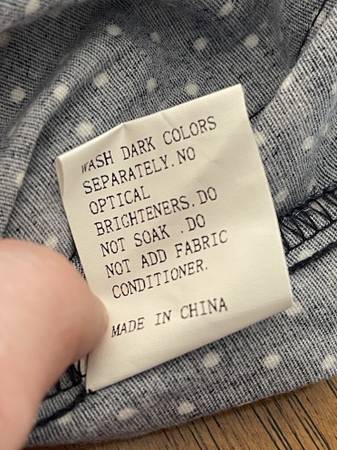 WASH DARK COLORS
SEPARATELY.NO
OPTICAL
BRIGHTENERS.DO
NOT SOAK .DO
NOT ADD FABRIC
CONDITIONER.
MADE IN CHINA